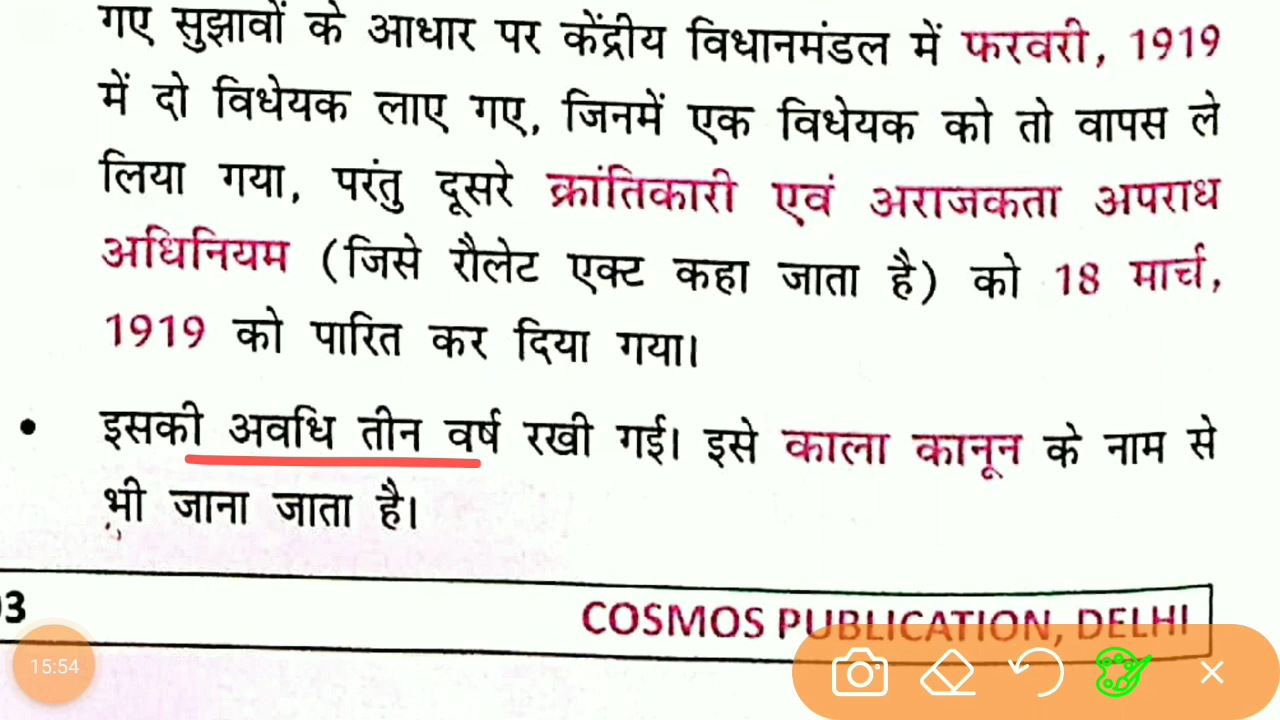 गए सुझावों के आधार पर केंद्रीय विधानमंडल में फरवरी, 1919
में दो विधेयक लाए गए, जिनमें एक विधेयक को तो वापस ले
लिया गया, परंतु दूसरे क्रांतिकारी एवं अराजकता अपराध
अधिनियम (जिसे रौलेट एक्ट कहा जाता है) को 18 मार्च,
1919 को पारित कर दिया गया।
• इसकी अवधि तीन वर्ष रखी गई। इसे काला कानून के नाम से
भी जाना जाता है।
03
COSMOS PUBLICATION, DELHI
15:54